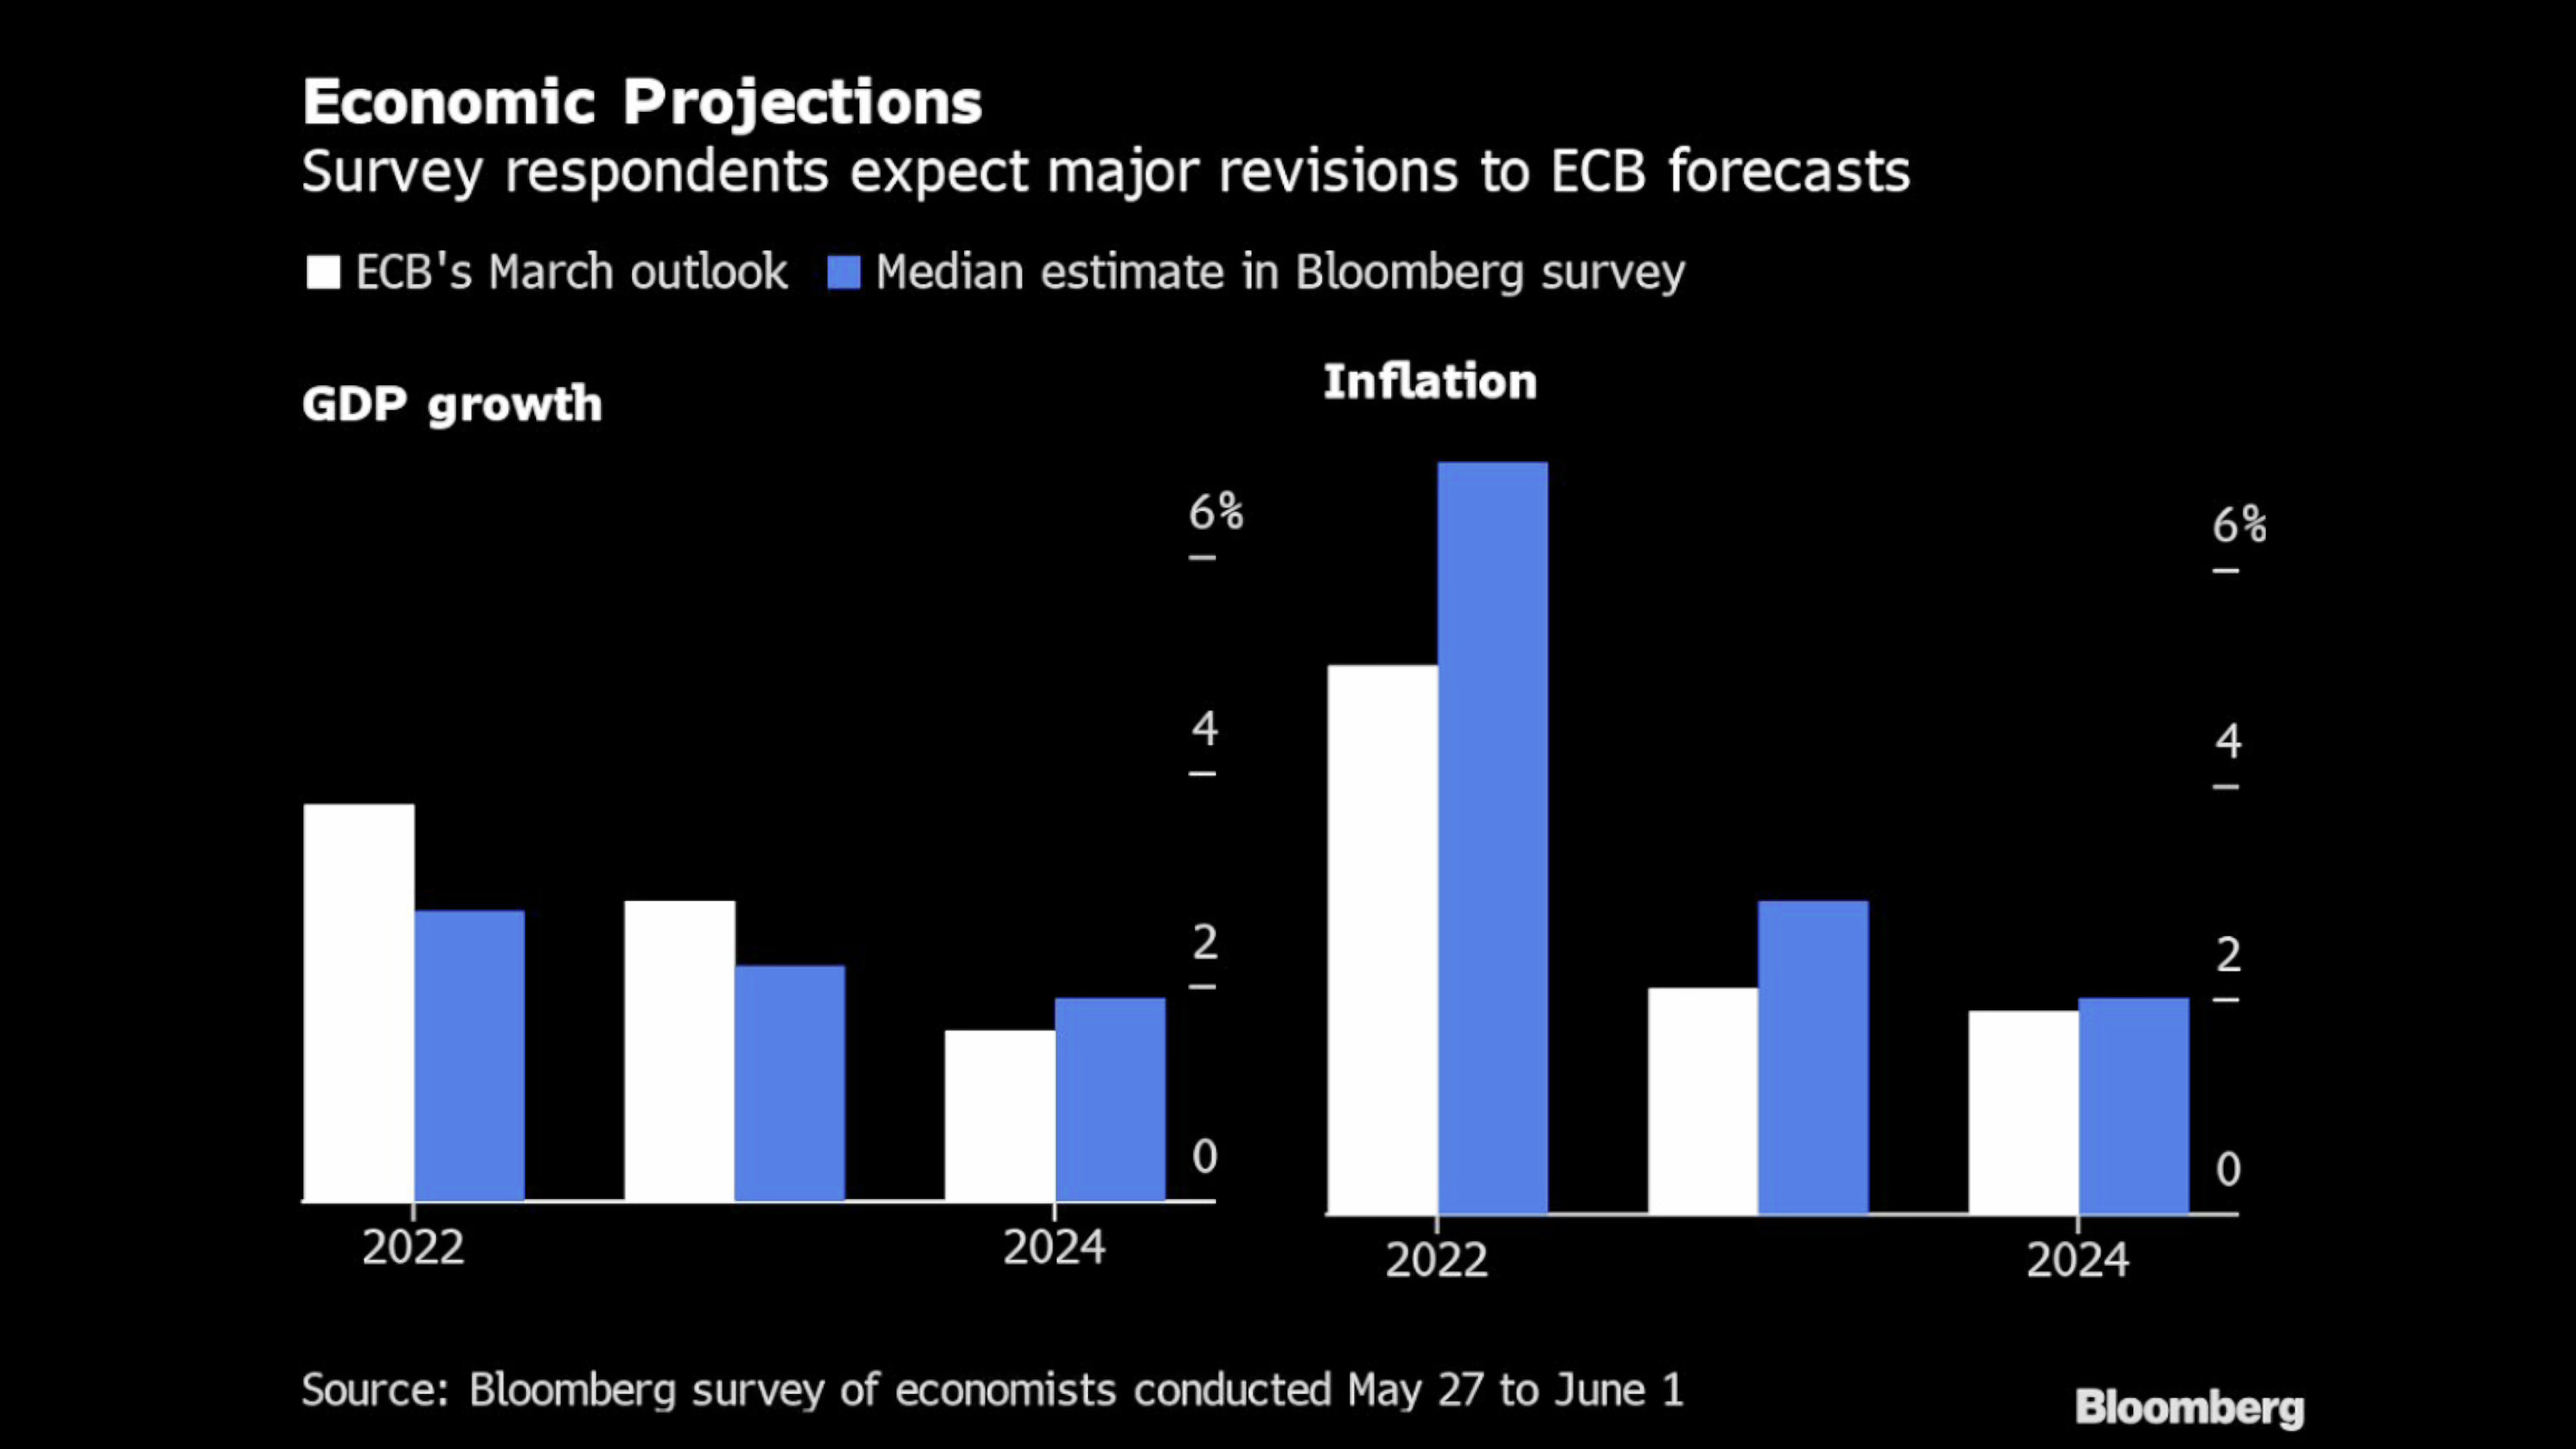 Economic Projections
Survey respondents expect major revisions to ECB forecasts
ECB's March outlook Median estimate in Bloomberg survey
GDP growth
6%
4
2
0
2022 2024
Inflation
6%
4
2
0
2022 2024
Source: Bloomberg survey of economists conducted May 27 to June 1
Bloomberg